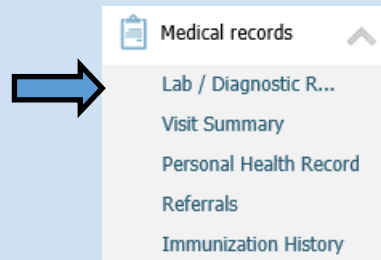 Medical records
Lab / Diagnostic R...
Visit Summary
Personal Health Record
Referrals
Immunization History